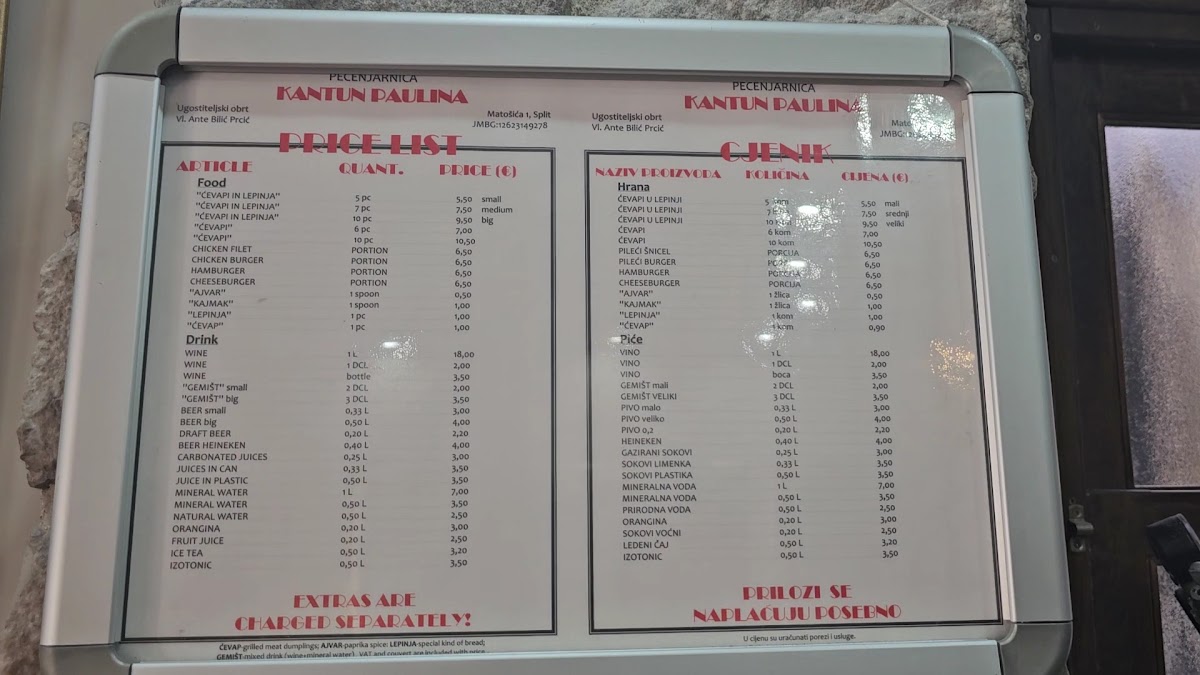 PECENJARNICA
KANTUN PAULINA
Ugostiteljski obrt
Vl. Ante Bilić Prcić
Matošića 1, Split
JMBG:12623149278
PRICE LIST
ARTICLE QUANT. PRICE (€)
Food
"ĆEVAPI IN LEPINJA" 5 pc 5,50 small
"ĆEVAPI IN LEPINJA" 7 pc 7,50 medium
"ĆEVAPI IN LEPINJA" 10 pc 9,50 big
"ĆEVAPI" 6 pc 7,00
"ĆEVAPI" 10 pc 10,50
CHICKEN FILET PORTION 6,50
CHICKEN BURGER PORTION 6,50
HAMBURGER PORTION 6,50
CHEESEBURGER PORTION 6,50
"AJVAR" 1 spoon 0,50
"KAJMAK" 1 spoon 1,00
"LEPINJA" 1 pc 1,00
"ĆEVAP" 1 pc 1,00
Drink
WINE 1 L 18,00
WINE 1 DCL 2,00
WINE bottle 3,50
"GEMIŠT" small 2 DCL 2,00
"GEMIŠT" big 3 DCL 3,50
BEER small 0,33 L 3,00
BEER big 0,50 L 4,00
DRAFT BEER 0,20 L 2,20
BEER HEINEKEN 0,40 L 4,00
CARBONATED JUICES 0,25 L 3,00
JUICES IN CAN 0,33 L 3,50
JUICE IN PLASTIC 0,50 L 3,50
MINERAL WATER 1 L 7,00
MINERAL WATER 0,50 L 3,50
NATURAL WATER 0,50 L 2,50
ORANGINA 0,20 L 3,00
FRUIT JUICE 0,20 L 2,50
ICE TEA 0,50 L 3,20
IZOTONIC 0,50 L 3,50
EXTRAS ARE
CHARGED SEPARATELY!
ĆEVAP-grilled meat dumplings; AJVAR-paprika spice; LEPINJA-special kind of bread;
GEMIŠT-mixed drink (wine+mineral water). VAT and couvert are included with price
PECENJARNICA
KANTUN PAULINA
Ugostiteljski obrt
Vl. Ante Bilić Prcić
CJENIK
NAZIV PROIZVODA KOLIČINA CIJENA (€)
Hrana
ĆEVAPI U LEPINJI 5 kom 5,50 mali
ĆEVAPI U LEPINJI 7 7,50 srednji
ĆEVAPI U LEPINJI 10 9,50 veliki
ĆEVAPI 6 kom 7,00
ĆEVAPI 10 kom 10,50
PILEĆI ŠNICEL PORCIJA 6,50
PILEĆI BURGER 6,50
HAMBURGER PORCIJA 6,50
CHEESEBURGER PORCIJA 6,50
"AJVAR" 1 žlica 0,50
"KAJMAK" 1 žlica 1,00
"LEPINJA" 1 kom 1,00
"ĆEVAP" 1 kom 0,90
Piće
VINO 1 L 18,00
VINO 1 DCL 2,00
VINO boca 3,50
GEMIŠT mali 2 DCL 2,00
GEMIŠT VELIKI 3 DCL 3,50
PIVO malo 0,33 L 3,00
PIVO veliko 0,50 L 4,00
PIVO 0,2 0,20 L 2,20
HEINEKEN 0,40 L 4,00
GAZIRANI SOKOVI 0,25 L 3,00
SOKOVI LIMENKA 0,33 L 3,50
SOKOVI PLASTIKA 0,50 L 3,50
MINERALNA VODA 1 L 7,00
MINERALNA VODA 0,50 L 3,50
PRIRODNA VODA 0,50 L 2,50
ORANGINA 0,20 L 3,00
SOKOVI VOĆNI 0,20 L 2,50
LEDENI ČAJ 0,50 L 3,20
IZOTONIC 0,50 L 3,50
PRILOZI SE
NAPLAĆUJU POSEBNO
U cijenu su uračunati porezi i usluge.